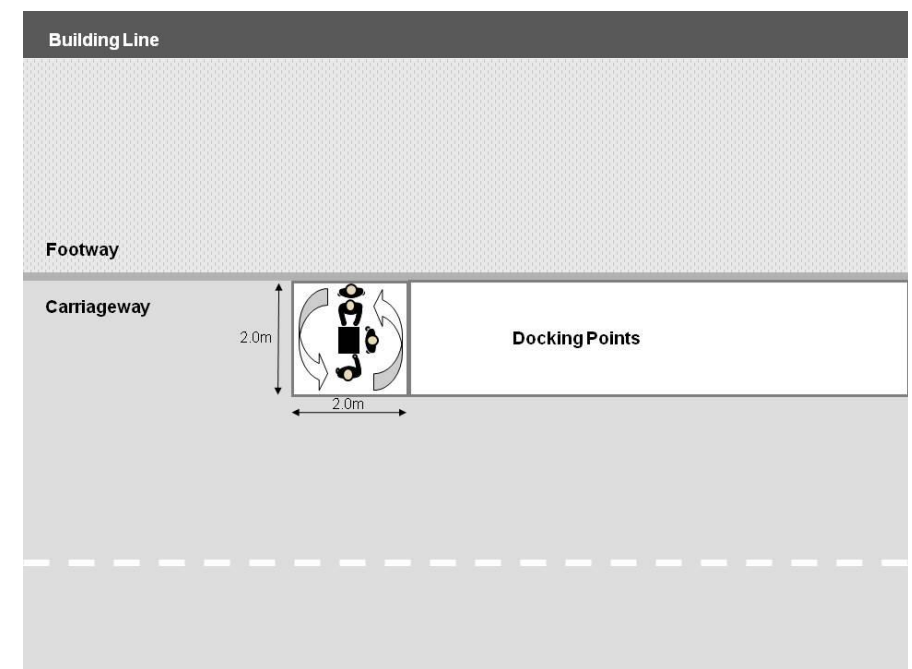 Building Line
Footway
Carriageway
2.0m
Docking Points
2.0m